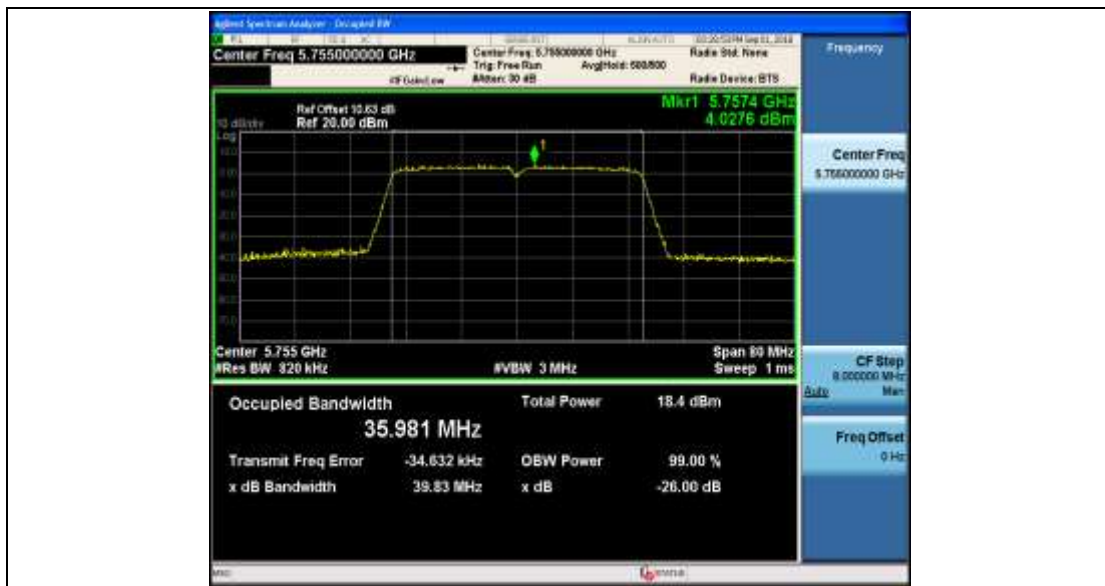 Agilent Spectrum Analyzer - Occupied BW
Center Freq 5.755000000 GHz
Center Freq: 5.755000000 GHz
Radio Std: None
Trig: Free Run
Avg|Hold: 500/500
#IFGain:Low
#Atten: 30 dB
Radio Device: BTS
Mkr1 5.7574 GHz
4.0276 dBm
Ref Offset 10.63 dB
Ref 20.00 dBm
10 dB/div
Log
1
Center 5.755 GHz
Span 80 MHz
#Res BW 820 kHz
#VBW 3 MHz
Sweep 1 ms
Occupied Bandwidth
Total Power 18.4 dBm
35.981 MHz
Transmit Freq Error -34.632 kHz OBW Power 99.00 %
x dB Bandwidth 39.83 MHz x dB -26.00 dB
MSG
STATUS
Frequency
Center Freq
5.755000000 GHz
CF Step
8.000000 MHz
Auto Man
Freq Offset
0 Hz